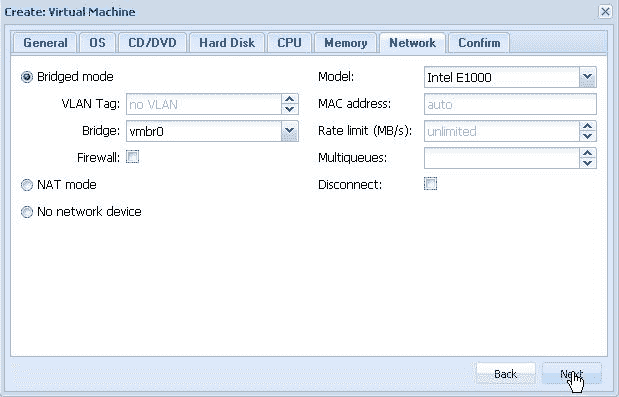 Create: Virtual Machine
General OS CD/DVD Hard Disk CPU Memory Network Confirm
Bridged mode Model: Intel E1000
VLAN Tag: no VLAN MAC address: auto
Bridge: vmbr0 Rate limit (MB/s): unlimited
Firewall: Multiqueues:
NAT mode Disconnect:
No network device
Back Next